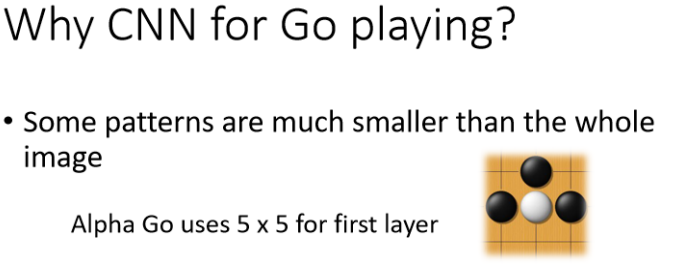 Why CNN for Go playing?
• Some patterns are much smaller than the whole
image
Alpha Go uses 5 x 5 for first layer